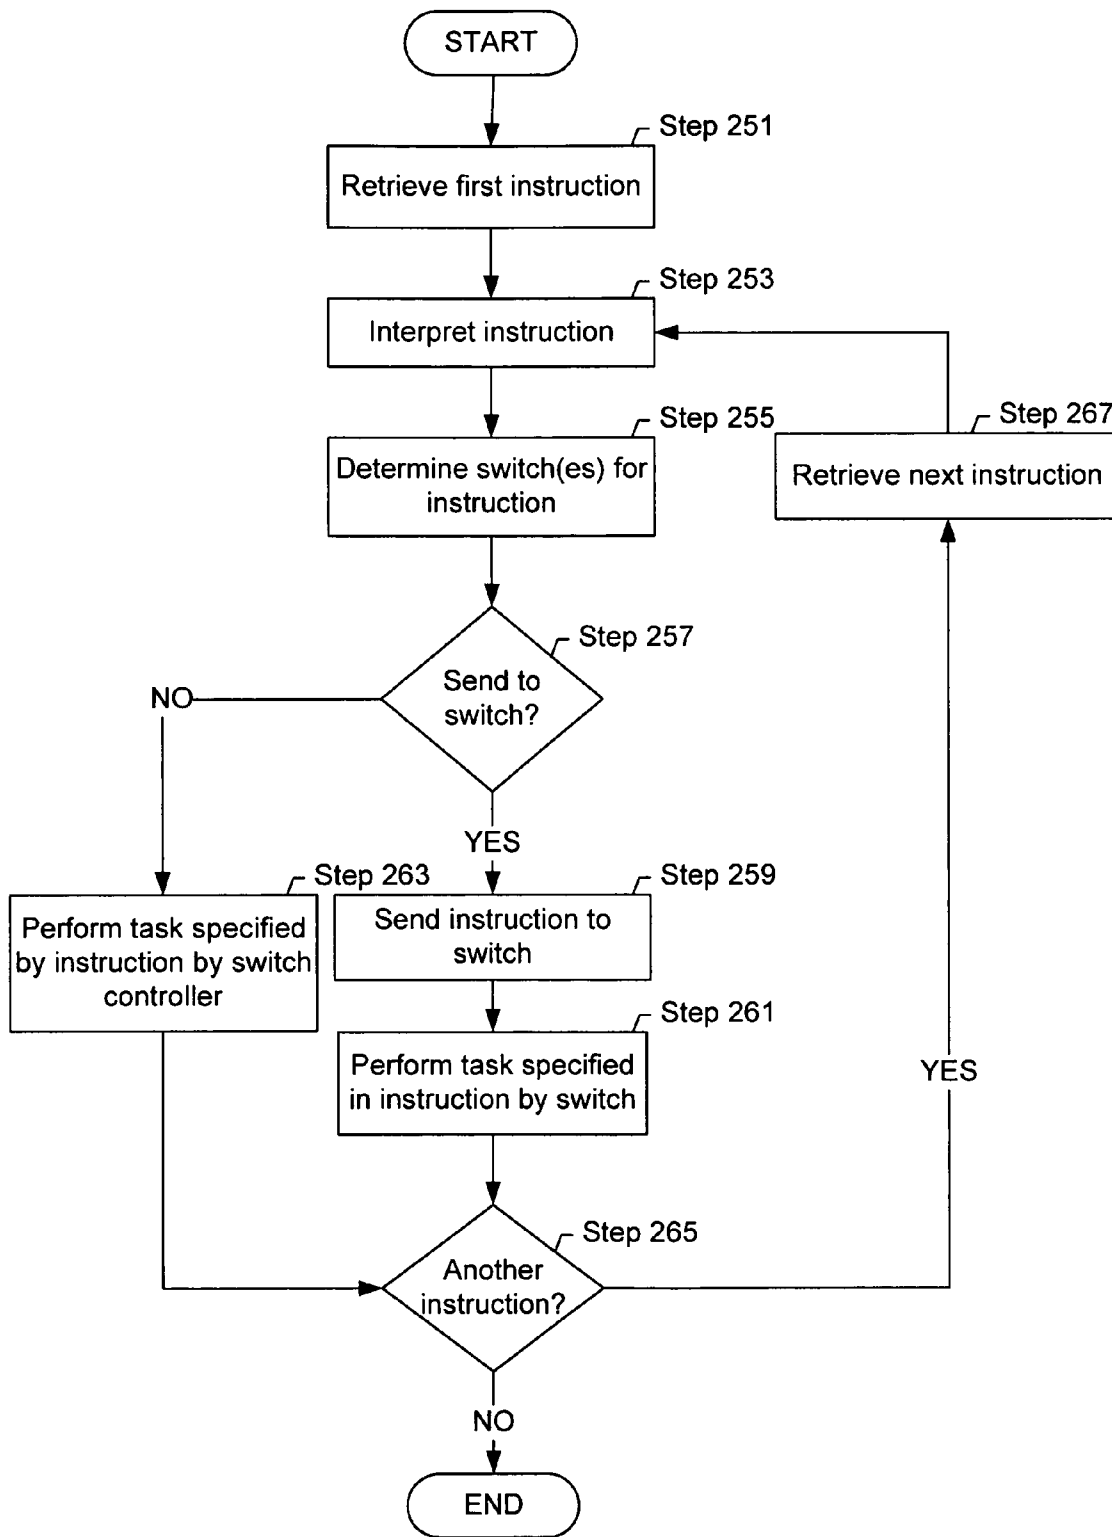 START
Step 251
Retrieve first instruction
Step 253
Interpret instruction
Step 255
Determine switch(es) for
instruction
Step 267
Retrieve next instruction
Step 257
Send to
switch?
NO
YES
Step 263
Perform task specified
by instruction by switch
controller
Step 259
Send instruction to
switch
Step 261
Perform task specified
in instruction by switch
YES
Step 265
Another
instruction?
NO
END